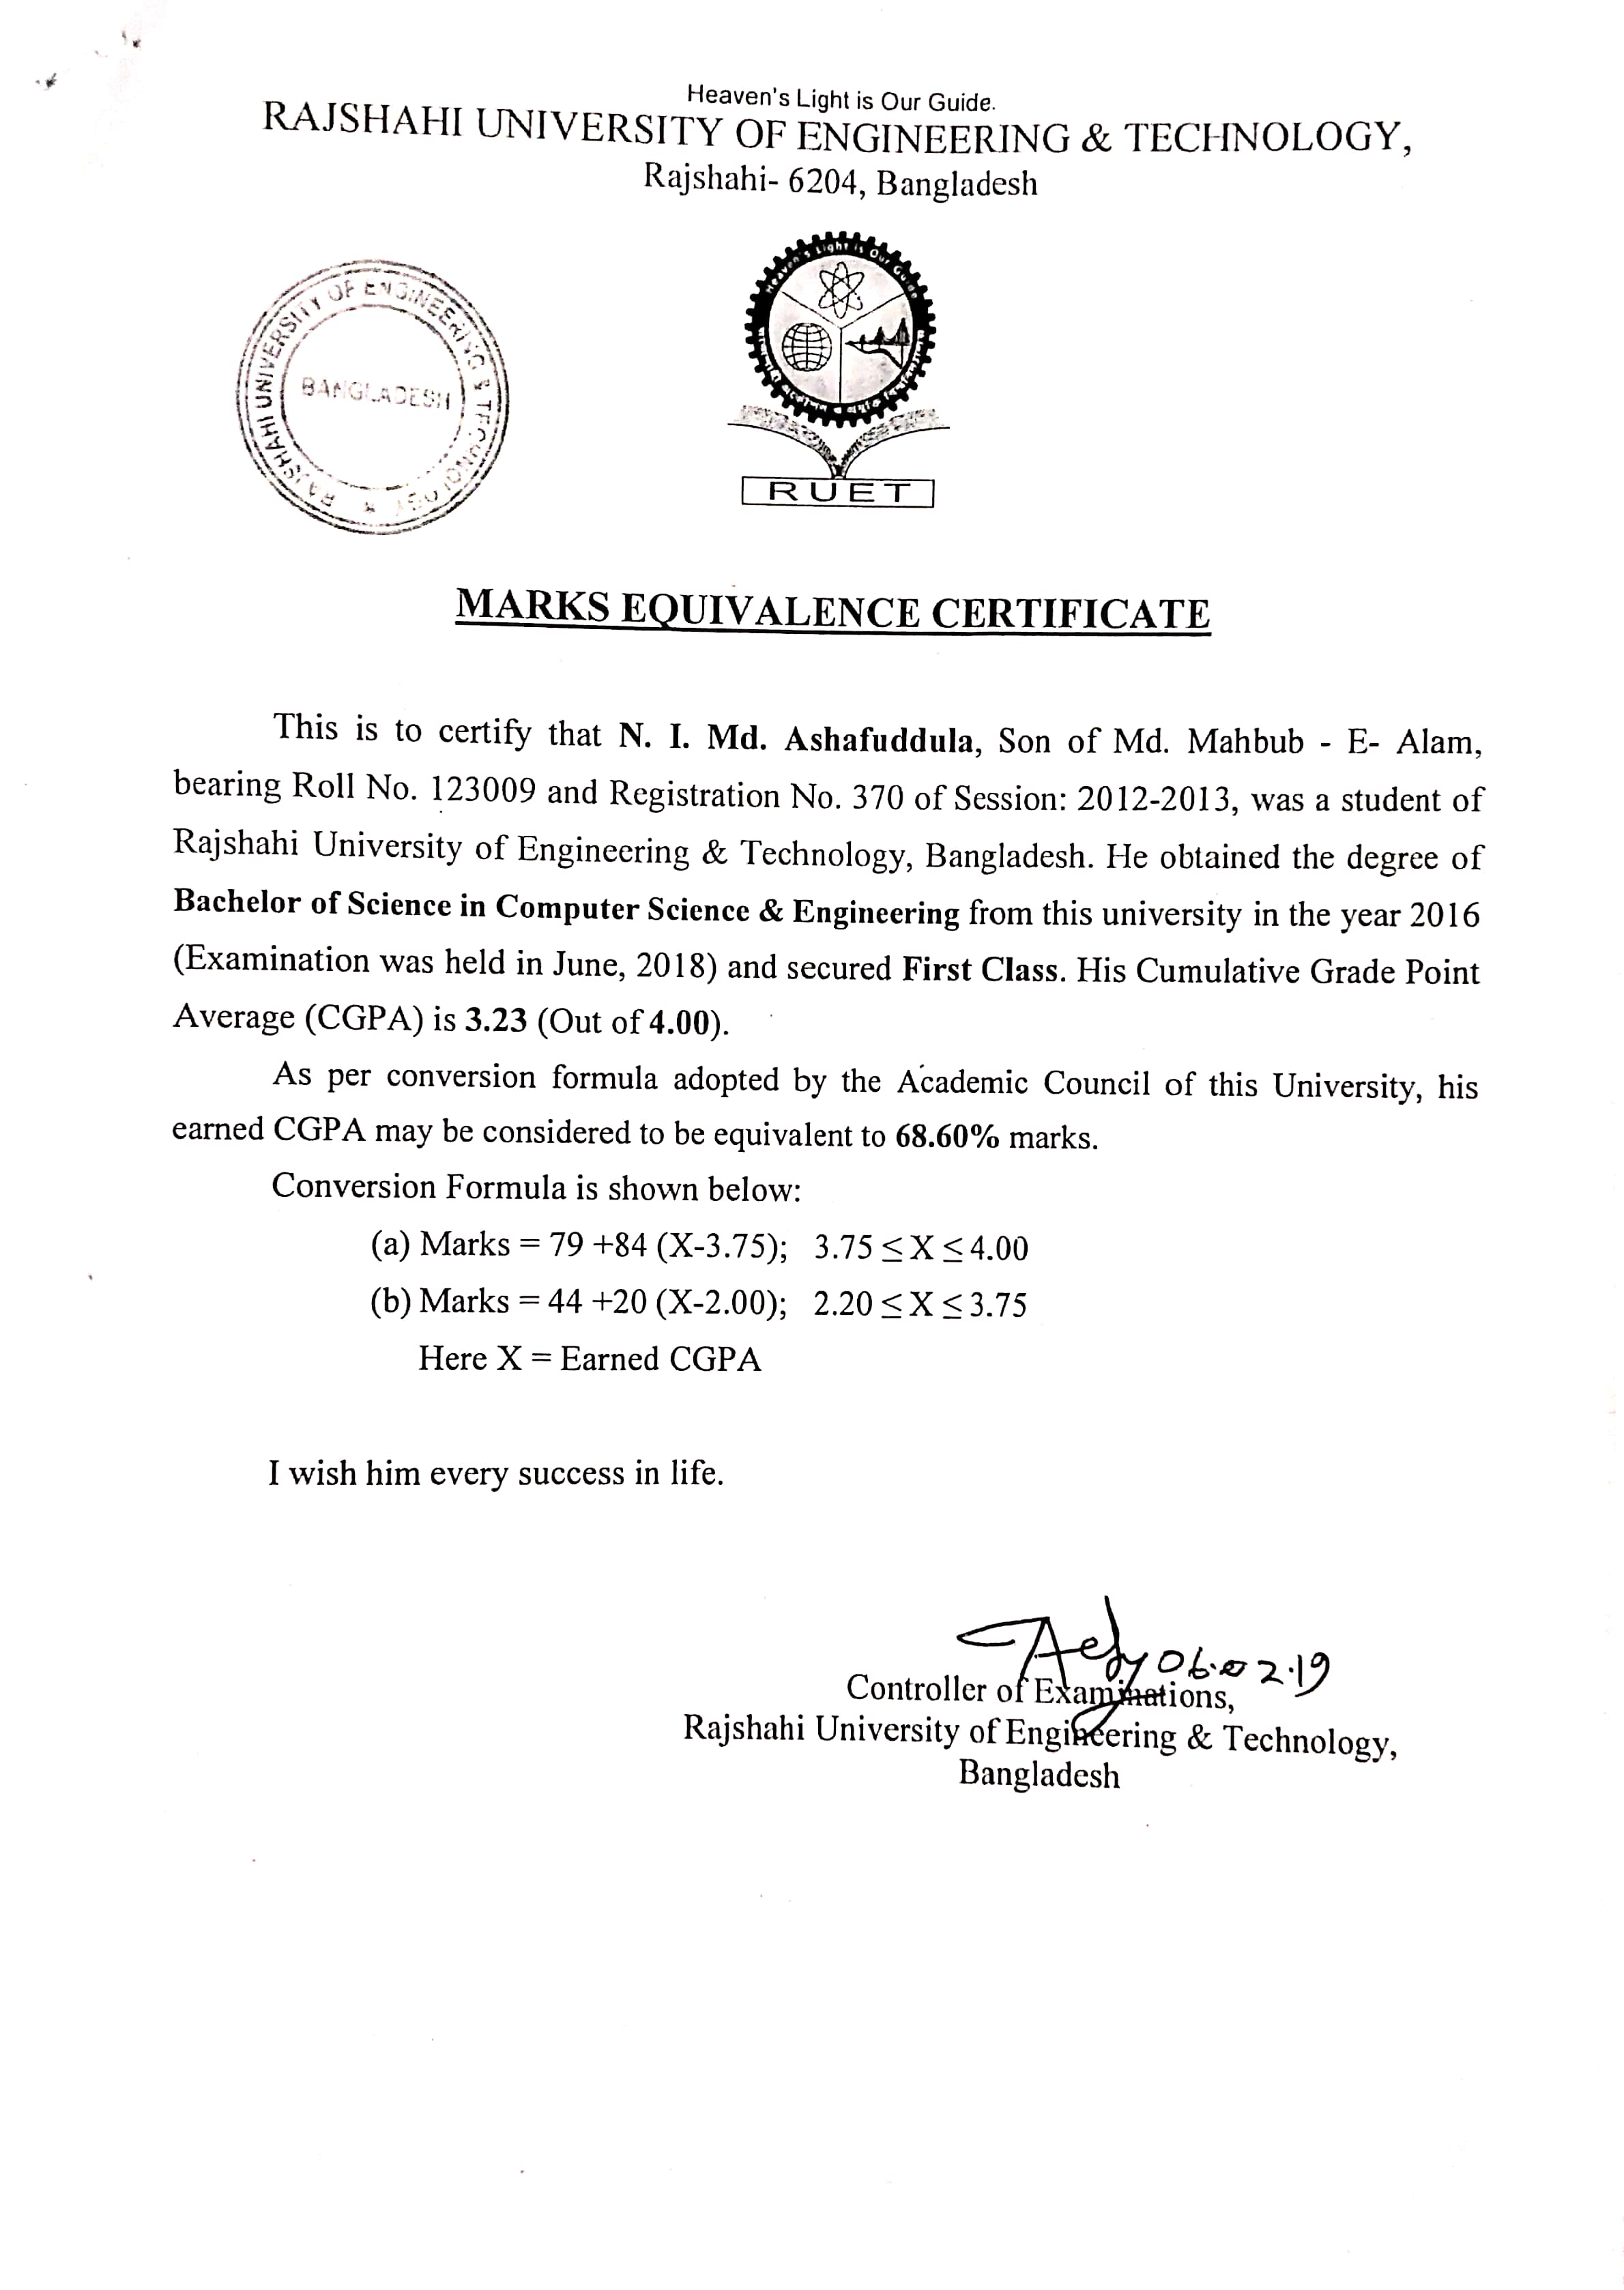 Heaven's Light is Our Guide.
RAJSHAHI UNIVERSITY OF ENGINEERING & TECHNOLOGY,
Rajshahi- 6204, Bangladesh
RAJSHAHI UNIVERSITY OF ENGINEERING & TECHNOLOGY
BANGLADESH
Heaven's Light is Our Guide
RUET
MARKS EQUIVALENCE CERTIFICATE
This is to certify that N. I. Md. Ashafuddula, Son of Md. Mahbub - E- Alam,
bearing Roll No. 123009 and Registration No. 370 of Session: 2012-2013, was a student of
Rajshahi University of Engineering & Technology, Bangladesh. He obtained the degree of
Bachelor of Science in Computer Science & Engineering from this university in the year 2016
(Examination was held in June, 2018) and secured First Class. His Cumulative Grade Point
Average (CGPA) is 3.23 (Out of 4.00).
As per conversion formula adopted by the Academic Council of this University, his
earned CGPA may be considered to be equivalent to 68.60% marks.
Conversion Formula is shown below:
(a) Marks = 79 +84 (X-3.75); 3.75 ≤ X ≤ 4.00
(b) Marks = 44 +20 (X-2.00); 2.20 ≤ X ≤ 3.75
Here X = Earned CGPA
I wish him every success in life.
06.02.19
Controller of Examinations,
Rajshahi University of Engineering & Technology,
Bangladesh